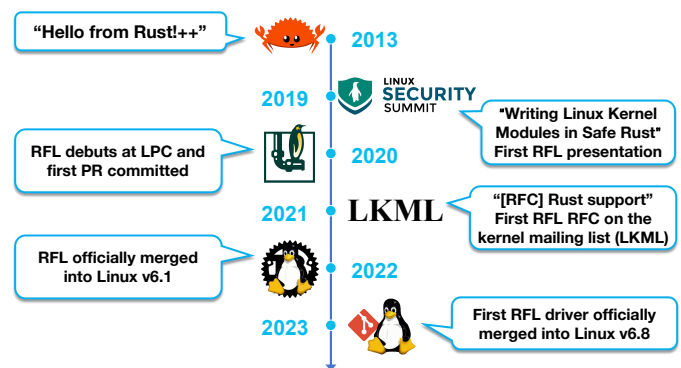 “Hello from Rust!++”
2013
2019
LINUX
SECURITY
SUMMIT
"Writing Linux Kernel
Modules in Safe Rust"
First RFL presentation
RFL debuts at LPC and
first PR committed
2020
2021
LKML
“[RFC] Rust support”
First RFL RFC on the
kernel mailing list (LKML)
RFL officially merged
into Linux v6.1
2022
2023
First RFL driver officially
merged into Linux v6.8